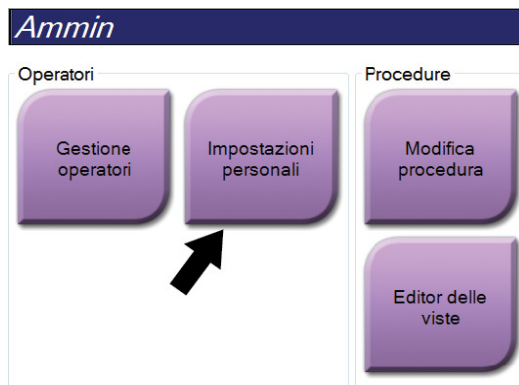 Ammin
Operatori
Procedure
Gestione
operatori
Impostazioni
personali
Modifica
procedura
Editor delle
viste